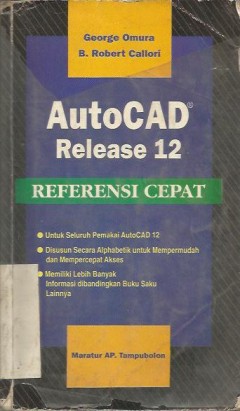 George Omura
B. Robert Callori
AutoCAD®
Release 12
REFERENSI CEPAT
Untuk Seluruh Pemakai AutoCAD 12
Disusun Secara Alphabetik untuk Mempermudah
dan Mempercepat Akses
Memiliki Lebih Banyak
Informasi dibandingkan Buku Saku
Lainnya
Maratur AP. Tampubolon